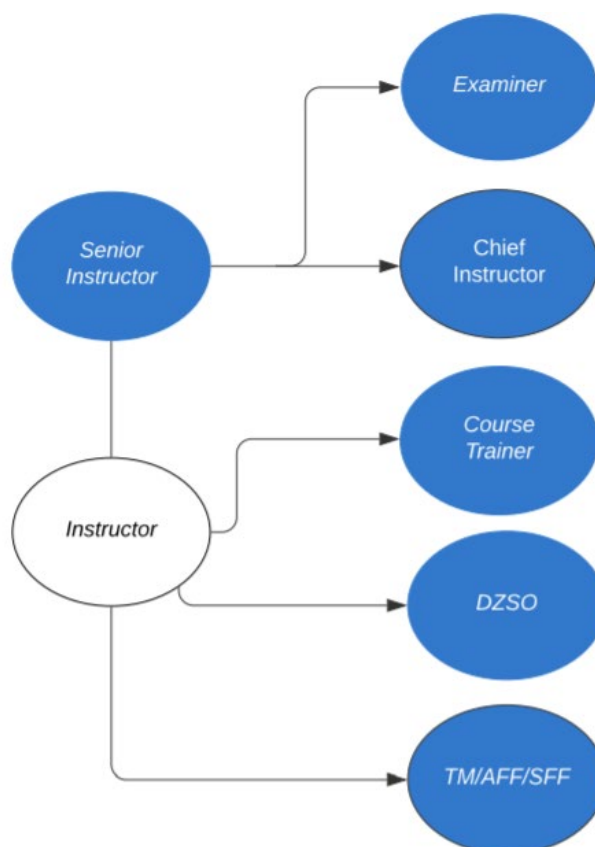 Examiner
Senior
Instructor
Chief
Instructor
Course
Trainer
Instructor
DZSO
TM/AFF/SFF